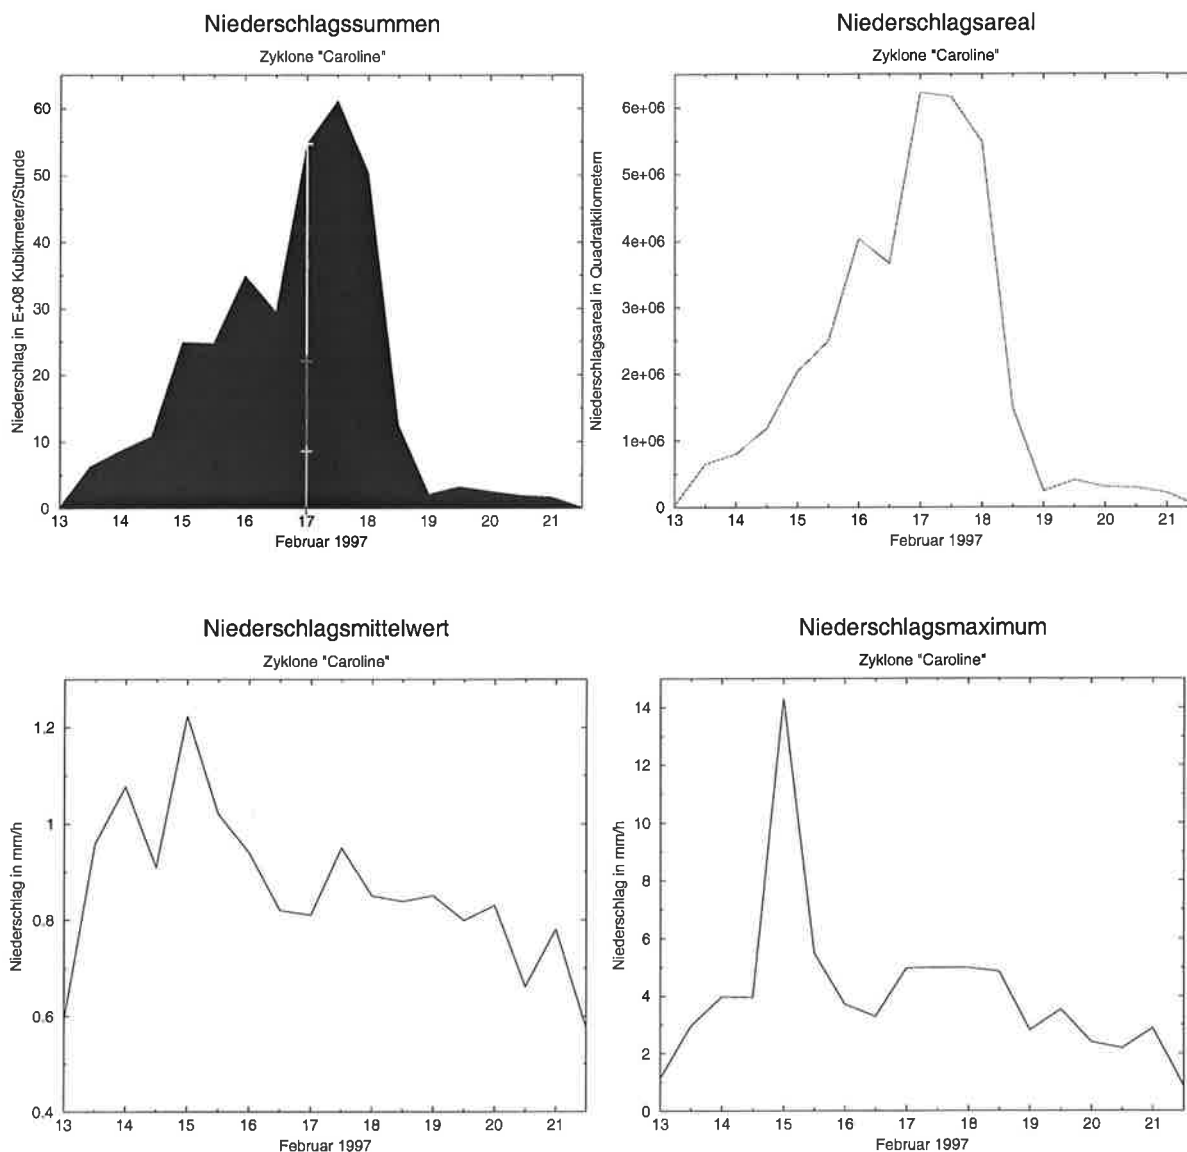 Niederschlagssummen
Zyklone "Caroline"
Niederschlag in E+08 Kubikmeter/Stunde
60
50
40
30
20
10
0
13 14 15 16 17 18 19 20 21
Februar 1997
Niederschlagsareal
Zyklone "Caroline"
Niederschlagsareal in Quadratkilometern
6e+06
5e+06
4e+06
3e+06
2e+06
1e+06
0
13 14 15 16 17 18 19 20 21
Februar 1997
Niederschlagsmittelwert
Zyklone "Caroline"
Niederschlag in mm/h
1.2
1
0.8
0.6
0.4
13 14 15 16 17 18 19 20 21
Februar 1997
Niederschlagsmaximum
Zyklone "Caroline"
Niederschlag in mm/h
14
12
10
8
6
4
2
0
13 14 15 16 17 18 19 20 21
Februar 1997